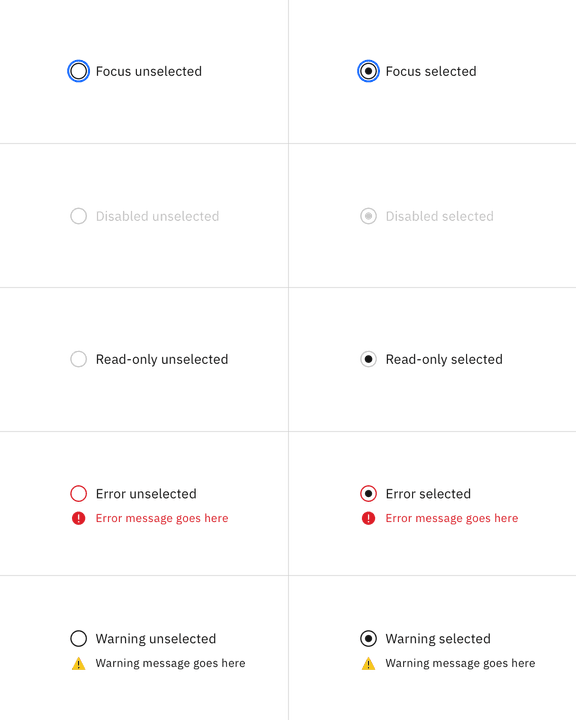 Focus unselected
Focus selected
Disabled unselected
Disabled selected
Read-only unselected
Read-only selected
Error unselected
Error message goes here
Error selected
Error message goes here
Warning unselected
Warning message goes here
Warning selected
Warning message goes here